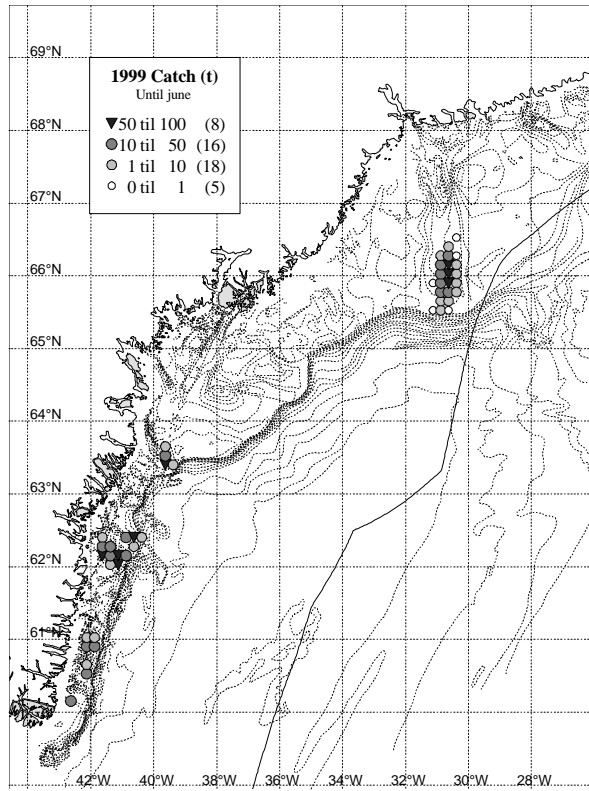 69°N
1999 Catch (t)
Until june
50 til 100 (8)
10 til 50 (16)
1 til 10 (18)
0 til 1 (5)
68°N
67°N
66°N
65°N
64°N
63°N
62°N
61°N
60°N
42°W 40°W 38°W 36°W 34°W 32°W 30°W 28°W